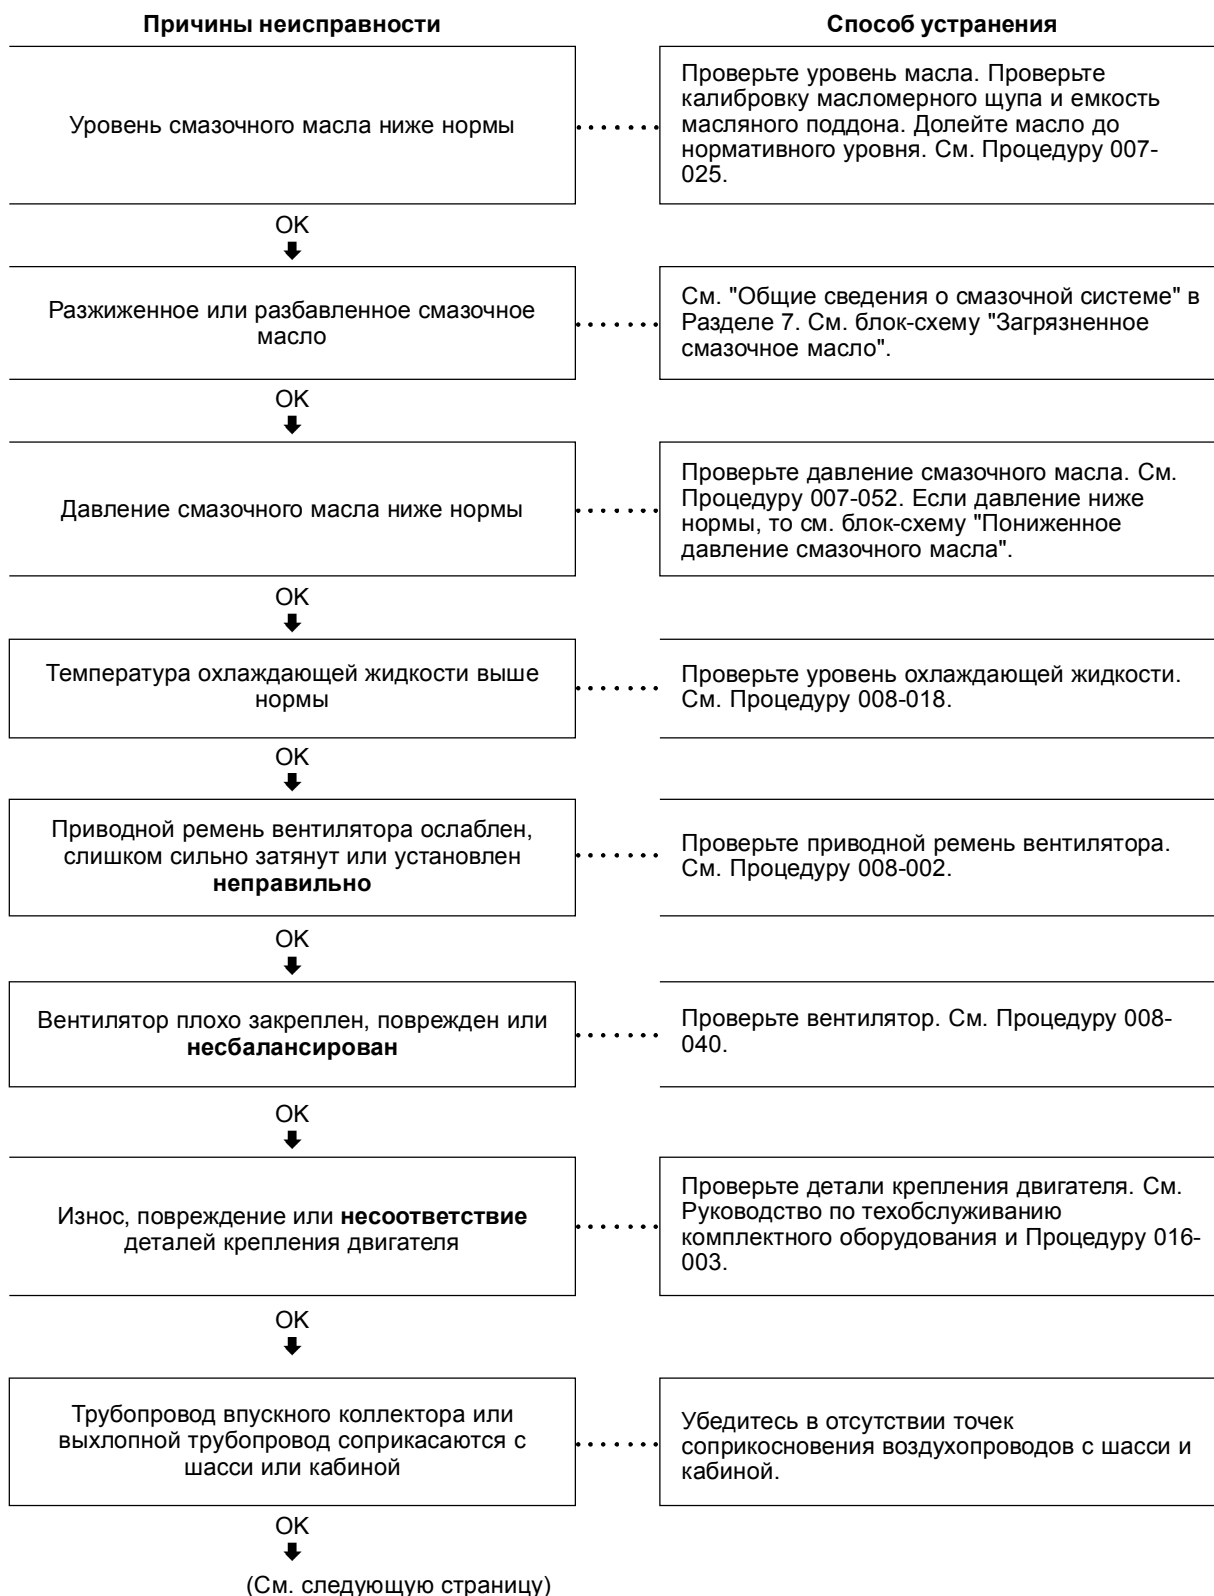 Причины неисправности
Способ устранения
Уровень смазочного масла ниже нормы
Проверьте уровень масла. Проверьте
калибровку масломерного щупа и емкость
масляного поддона. Долейте масло до
нормативного уровня. См. Процедуру 007-
025.
OK
Разжиженное или разбавленное смазочное
масло
См. "Общие сведения о смазочной системе" в
Разделе 7. См. блок-схему "Загрязненное
смазочное масло".
OK
Давление смазочного масла ниже нормы
Проверьте давление смазочного масла. См.
Процедуру 007-052. Если давление ниже
нормы, то см. блок-схему "Пониженное
давление смазочного масла".
OK
Температура охлаждающей жидкости выше
нормы
Проверьте уровень охлаждающей жидкости.
См. Процедуру 008-018.
OK
Приводной ремень вентилятора ослаблен,
слишком сильно затянут или установлен
неправильно
Проверьте приводной ремень вентилятора.
См. Процедуру 008-002.
OK
Вентилятор плохо закреплен, поврежден или
несбалансирован
Проверьте вентилятор. См. Процедуру 008-
040.
OK
Износ, повреждение или несоответствие
деталей крепления двигателя
Проверьте детали крепления двигателя. См.
Руководство по техобслуживанию
комплектного оборудования и Процедуру 016-
003.
OK
Трубопровод впускного коллектора или
выхлопной трубопровод соприкасаются с
шасси или кабиной
Убедитесь в отсутствии точек
соприкосновения воздухопроводов с шасси и
кабиной.
OK
(См. следующую страницу)